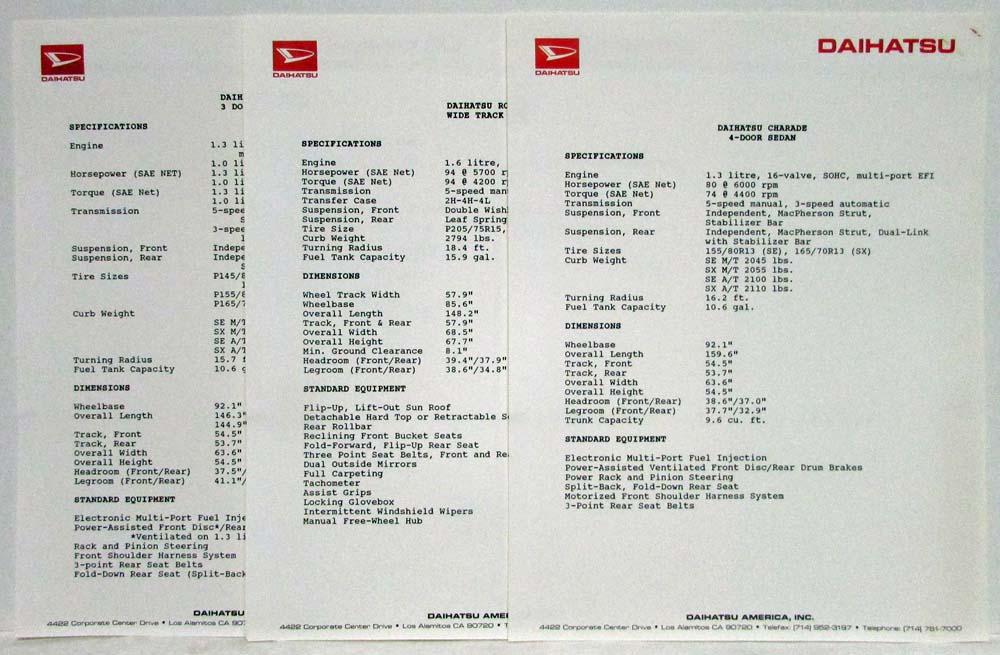 DAIHATSU
DAIH
3 DO
SPECIFICATIONS
Engine 1.3 li
m
1.0 li
Horsepower (SAE NET) 1.3 li
1.0 li
Torque (SAE Net) 1.3 li
1.0 li
Transmission 5-spee
S
3-spee
Suspension, Front Indepe
Suspension, Rear Indepe
S
Tire Sizes P145/8
P155/8
P165/7
Curb Weight
SE M/T
SX M/T
SE A/T
SX A/T
Turning Radius 15.7 f
Fuel Tank Capacity 10.6 g
DIMENSIONS
Wheelbase 92.1"
Overall Length 146.3"
144.9"
Track, Front 54.5"
Track, Rear 53.7"
Overall Width 63.6"
Overall Height 54.5"
Headroom (Front/Rear) 37.5"/
Legroom (Front/Rear) 41.1"/
STANDARD EQUIPMENT
Electronic Multi-Port Fuel Inje
Power-Assisted Front Disc*/Rear
*Ventilated on 1.3 li
Rack and Pinion Steering
Front Shoulder Harness System
3-point Rear Seat Belts
Fold-Down Rear Seat (Split-Back
DAIHATSU
4422 Corporate Center Drive • Los Alamitos CA 907
DAIHATSU
DAIHATSU RO
WIDE TRACK
SPECIFICATIONS
Engine 1.6 litre,
Horsepower (SAE Net) 94 @ 5700 rp
Torque (SAE Net) 94 @ 4200 r
Transmission 5-speed man
Transfer Case 2H-4H-4L
Suspension, Front Double Wish
Suspension, Rear Leaf Spring
Tire Size P205/75R15,
Curb Weight 2794 lbs.
Turning Radius 18.4 ft.
Fuel Tank Capacity 15.9 gal.
DIMENSIONS
Wheel Track Width 57.9"
Wheelbase 85.6"
Overall Length 148.2"
Track, Front & Rear 57.9"
Overall Width 68.5"
Overall Height 67.7"
Min. Ground Clearance 8.1"
Headroom (Front/Rear) 39.4"/37.9"
Legroom (Front/Rear) 38.6"/34.8"
STANDARD EQUIPMENT
Flip-Up, Lift-Out Sun Roof
Detachable Hard Top or Retractable S
Rear Rollbar
Reclining Front Bucket Seats
Fold-Forward, Flip-Up Rear Seat
Three Point Seat Belts, Front and Re
Dual Outside Mirrors
Full Carpeting
Tachometer
Assist Grips
Locking Glovebox
Intermittent Windshield Wipers
Manual Free-Wheel Hub
DAIHATSU AMER
4422 Corporate Center Drive • Los Alamitos CA 90720 • T
DAIHATSU
DAIHATSU
DAIHATSU CHARADE
4-DOOR SEDAN
SPECIFICATIONS
Engine 1.3 litre, 16-valve, SOHC, multi-port EFI
Horsepower (SAE Net) 80 @ 6000 rpm
Torque (SAE Net) 74 @ 4400 rpm
Transmission 5-speed manual, 3-speed automatic
Suspension, Front Independent, MacPherson Strut,
Stabilizer Bar
Suspension, Rear Independent, MacPherson Strut, Dual-Link
with Stabilizer Bar
Tire Sizes 155/80R13 (SE), 165/70R13 (SX)
Curb Weight SE M/T 2045 lbs.
SX M/T 2055 lbs.
SE A/T 2100 lbs.
SX A/T 2110 lbs.
Turning Radius 16.2 ft.
Fuel Tank Capacity 10.6 gal.
DIMENSIONS
Wheelbase 92.1"
Overall Length 159.6"
Track, Front 54.5"
Track, Rear 53.7"
Overall Width 63.6"
Overall Height 54.5"
Headroom (Front/Rear) 38.6"/37.0"
Legroom (Front/Rear) 37.7"/32.9"
Trunk Capacity 9.6 cu. ft.
STANDARD EQUIPMENT
Electronic Multi-Port Fuel Injection
Power-Assisted Ventilated Front Disc/Rear Drum Brakes
Power Rack and Pinion Steering
Split-Back, Fold-Down Rear Seat
Motorized Front Shoulder Harness System
3-Point Rear Seat Belts
DAIHATSU AMERICA, INC.
4422 Corporate Center Drive • Los Alamitos CA 90720 • Telefax: (714) 952-3197 • Telephone: (714) 761-7000